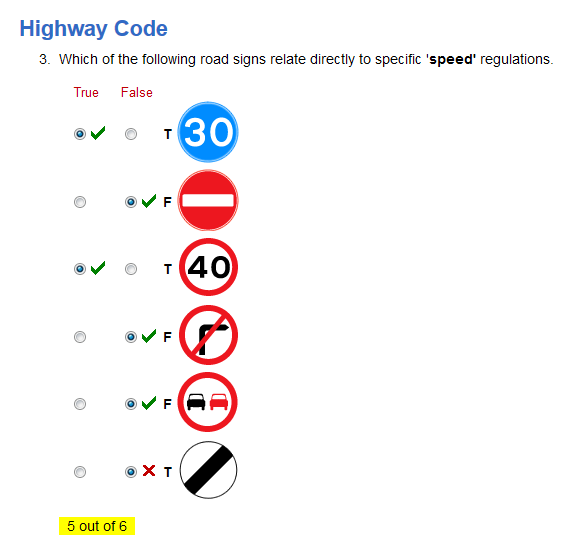 Highway Code
3. Which of the following road signs relate directly to specific 'speed' regulations.
True False
T 30
F
T 40
F
F
T
5 out of 6